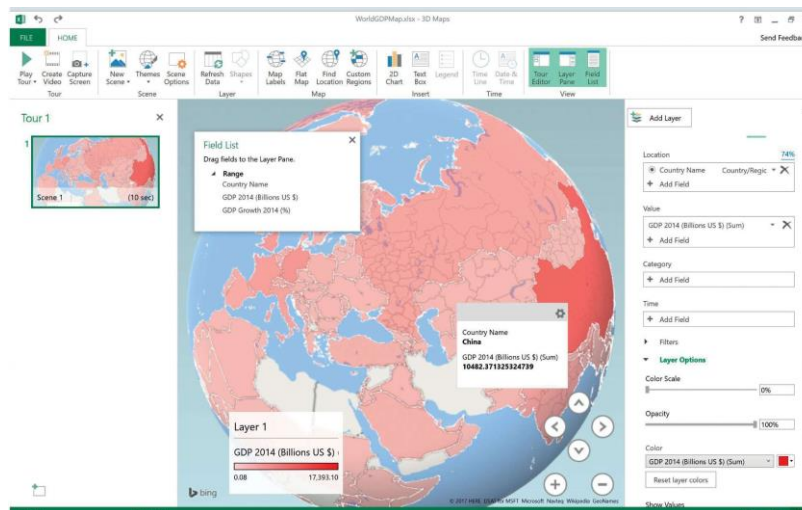 WorldGDPMap.xlsx - 3D Maps
FILE
HOME
Send Feedba
Play Tour
Create Video
Capture Screen
Tour
New Scene
Themes
Scene Options
Scene
Refresh Data
Shapes
Layer
Map Labels
Flat Map
Find Location
Custom Regions
Map
2D Chart
Text Box
Legend
Insert
Time Line
Date & Time
Time
Tour Editor
Layer Pane
Field List
View
Tour 1
1
Scene 1
(10 sec)
Field List
Drag fields to the Layer Pane.
Range
Country Name
GDP 2014 (Billions US $)
GDP Growth 2014 (%)
Country Name
China
GDP 2014 (Billions US $) (Sum)
10482.371325324739
Layer 1
GDP 2014 (Billions US $) (
0.08
17,393.10
bing
© 2017 HERE, USAF/Ro MSFT Microsoft Navteq Wikipedia GeoNames
Add Layer
Location
74%
Country Name
Country/Regic
Add Field
Value
GDP 2014 (Billions US $) (Sum)
Add Field
Category
Add Field
Time
Add Field
Filters
Layer Options
Color Scale
0%
Opacity
100%
Color
GDP 2014 (Billions US $) (Sum)
Reset layer colors
Show Values